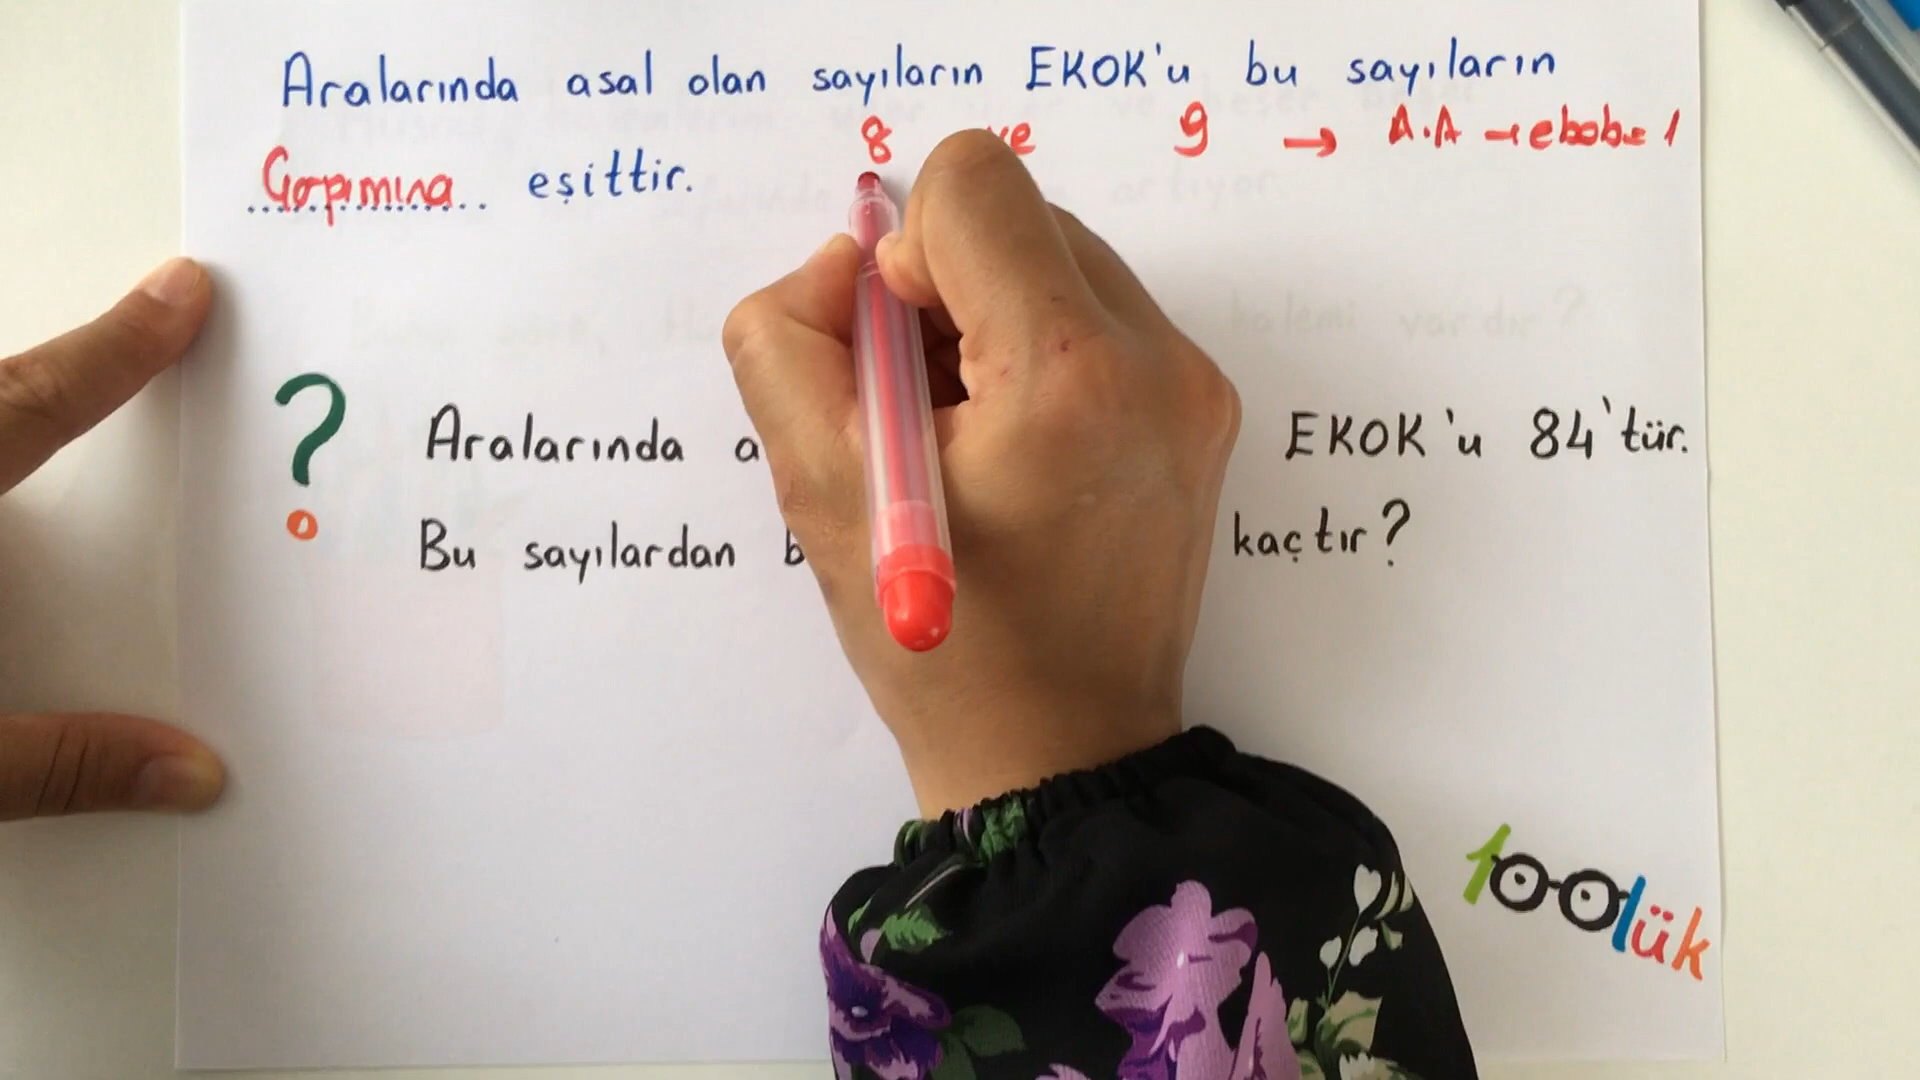 Aralarında asal olan sayıların EKOK'u bu sayıların
8 9 → A.A → ebob=1
Çarpımına eşittir.
? Aralarında EKOK'u 84'tür.
Bu sayılardan kaçtır?
100lük